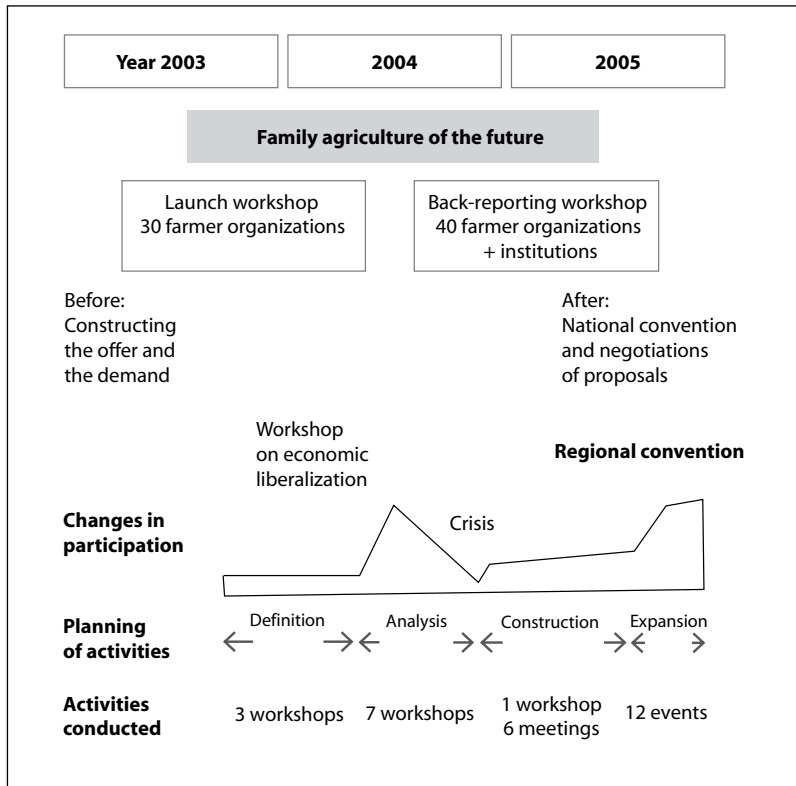 Year 2003
2004
2005
Family agriculture of the future
Launch workshop
30 farmer organizations
Back-reporting workshop
40 farmer organizations
+ institutions
Before:
Constructing
the offer and
the demand
After:
National convention
and negotiations
of proposals
Workshop
on economic
liberalization
Regional convention
Crisis
Changes in
participation
Planning
of activities
Definition
Analysis
Construction
Expansion
Activities
conducted
3 workshops
7 workshops
1 workshop
6 meetings
12 events